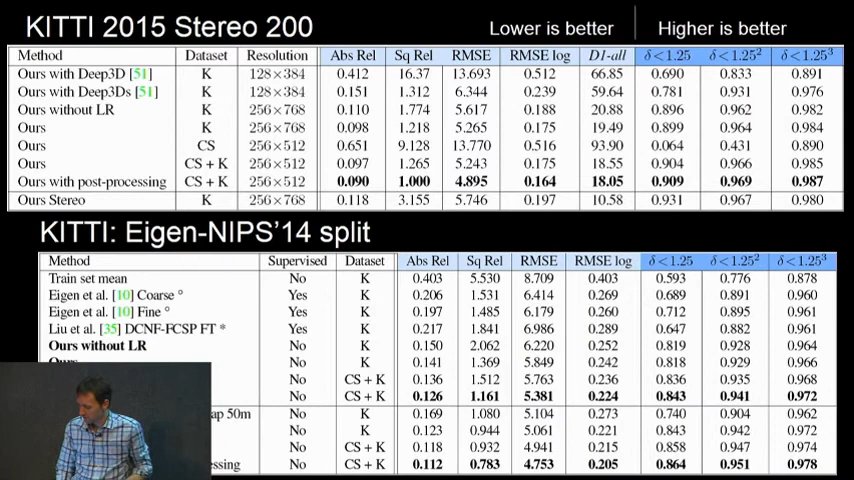 KITTI 2015 Stereo 200
Lower is better
Higher is better
Method Dataset Resolution Abs Rel Sq Rel RMSE RMSE log D1-all δ < 1.25 δ < 1.25² δ < 1.25³
Ours with Deep3D [51] K 128×384 0.412 16.37 13.693 0.512 66.85 0.690 0.833 0.891
Ours with Deep3Ds [51] K 128×384 0.151 1.312 6.344 0.239 59.64 0.781 0.931 0.976
Ours without LR K 256×768 0.110 1.774 5.617 0.188 20.88 0.896 0.962 0.982
Ours K 256×768 0.098 1.218 5.265 0.175 19.49 0.899 0.964 0.984
Ours CS 256×512 0.651 9.128 13.770 0.516 93.90 0.064 0.431 0.890
Ours CS + K 256×512 0.097 1.265 5.243 0.175 18.55 0.904 0.966 0.985
Ours with post-processing CS + K 256×512 0.090 1.000 4.895 0.164 18.05 0.909 0.969 0.987
Ours Stereo K 256×768 0.118 3.155 5.746 0.197 10.58 0.931 0.967 0.980
KITTI: Eigen-NIPS'14 split
Method Supervised Dataset Abs Rel Sq Rel RMSE RMSE log δ < 1.25 δ < 1.25² δ < 1.25³
Train set mean No K 0.403 5.530 8.709 0.403 0.593 0.776 0.878
Eigen et al. [10] Coarse ° Yes K 0.206 1.531 6.414 0.269 0.689 0.891 0.960
Eigen et al. [10] Fine ° Yes K 0.197 1.485 6.179 0.260 0.712 0.895 0.961
Liu et al. [35] DCNF-FCSP FT * Yes K 0.217 1.841 6.986 0.289 0.647 0.882 0.961
Ours without LR No K 0.150 2.062 6.220 0.252 0.819 0.928 0.964
Ours No K 0.141 1.369 5.849 0.242 0.818 0.929 0.966
No CS + K 0.136 1.512 5.763 0.236 0.836 0.935 0.968
No CS + K 0.126 1.161 5.381 0.224 0.843 0.941 0.972
ap 50m No K 0.169 1.080 5.104 0.273 0.740 0.904 0.962
No K 0.123 0.944 5.061 0.221 0.843 0.942 0.972
No CS + K 0.118 0.932 4.941 0.215 0.858 0.947 0.974
essing No CS + K 0.112 0.783 4.753 0.205 0.864 0.951 0.978